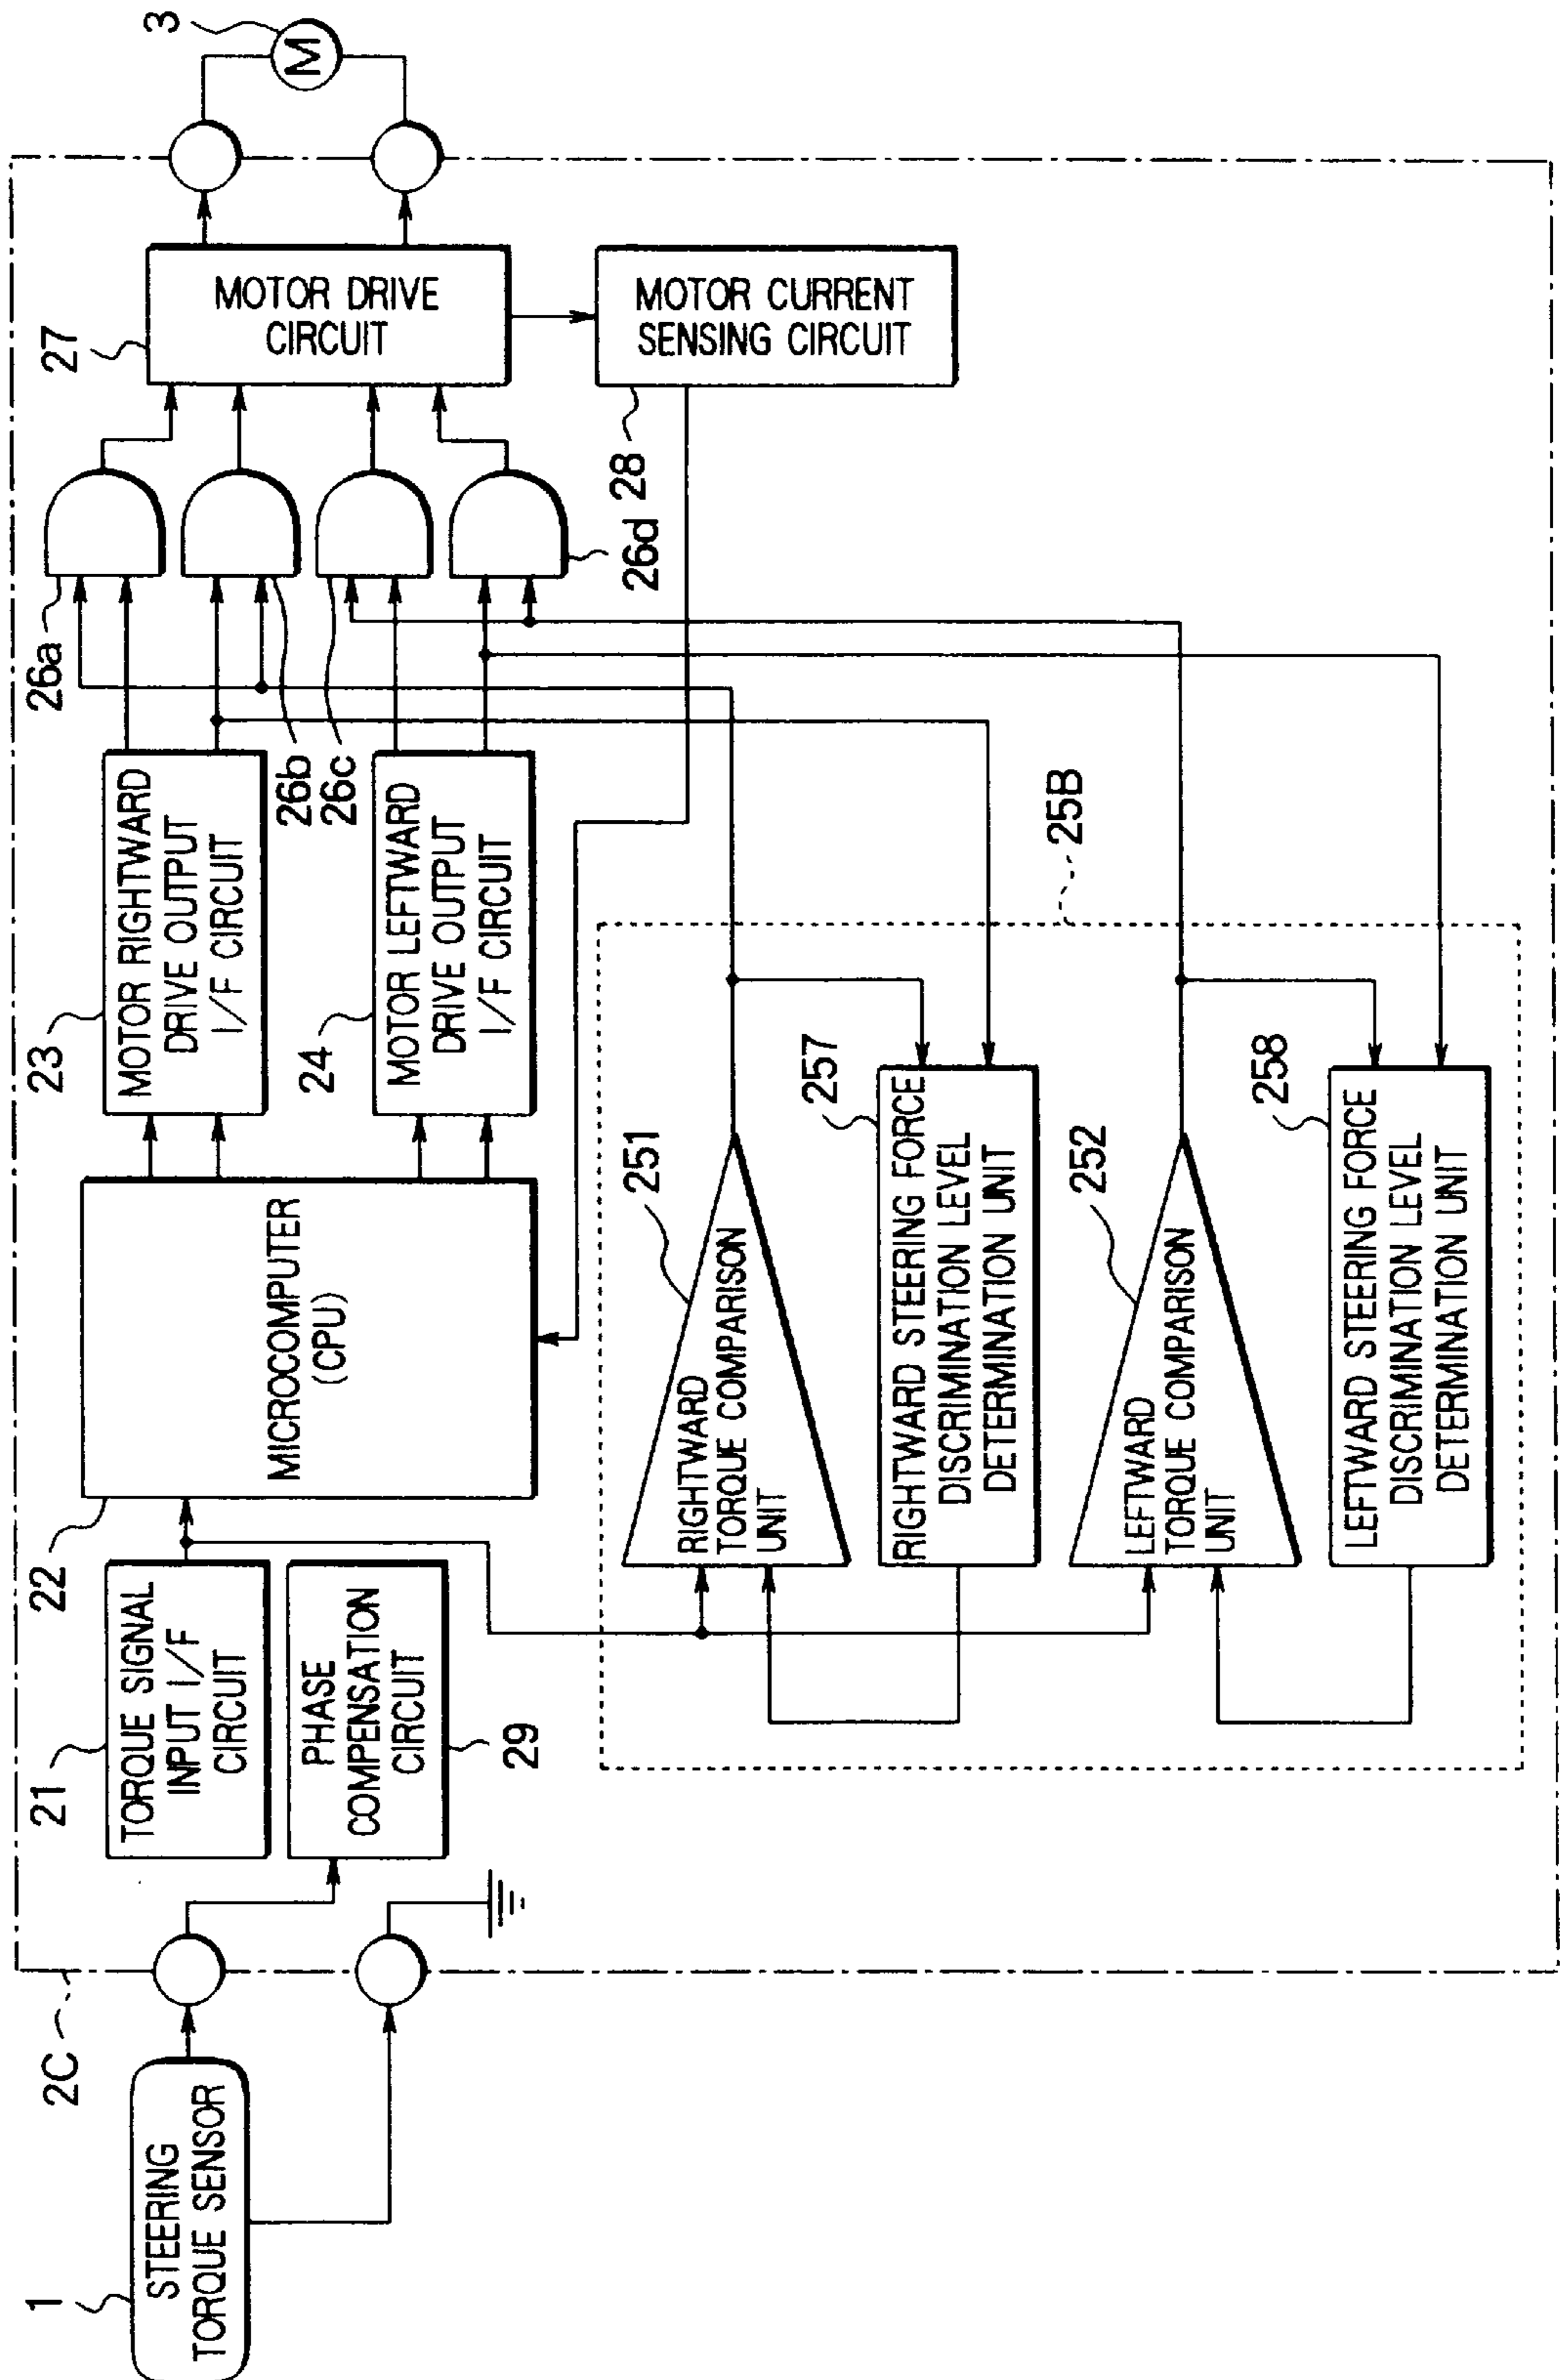 1
STEERING
TORQUE SENSOR
2C
21
TORQUE SIGNAL
INPUT I/F
CIRCUIT
PHASE
COMPENSATION
CIRCUIT
29
22
MICROCOMPUTER
(CPU)
23
MOTOR RIGHTWARD
DRIVE OUTPUT
I/F CIRCUIT
24
MOTOR LEFTWARD
DRIVE OUTPUT
I/F CIRCUIT
26a
26b
26c
26d
27
MOTOR DRIVE
CIRCUIT
28
MOTOR CURRENT
SENSING CIRCUIT
3
M
25B
251
RIGHTWARD
TORQUE COMPARISON
UNIT
257
RIGHTWARD STEERING FORCE
DISCRIMINATION LEVEL
DETERMINATION UNIT
252
LEFTWARD
TORQUE COMPARISON
UNIT
258
LEFTWARD STEERING FORCE
DISCRIMINATION LEVEL
DETERMINATION UNIT